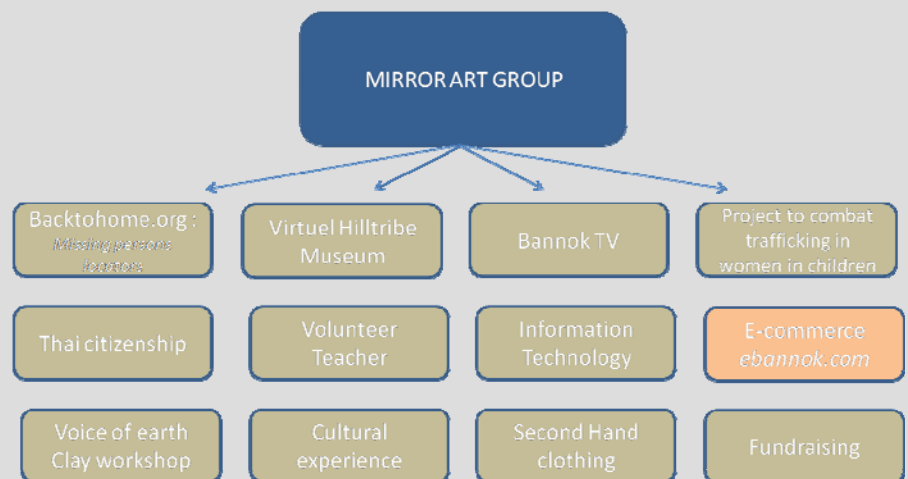 MIRROR ART GROUP
Backtohome.org :
Missing persons
locators
Virtuel Hilltribe
Museum
Bannok TV
Project to combat
trafficking in
women in children
Thai citizenship
Volunteer
Teacher
Information
Technology
E-commerce
ebannok.com
Voice of earth
Clay workshop
Cultural
experience
Second Hand
clothing
Fundraising